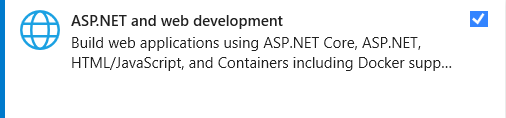 ASP.NET and web development
Build web applications using ASP.NET Core, ASP.NET,
HTML/JavaScript, and Containers including Docker supp...